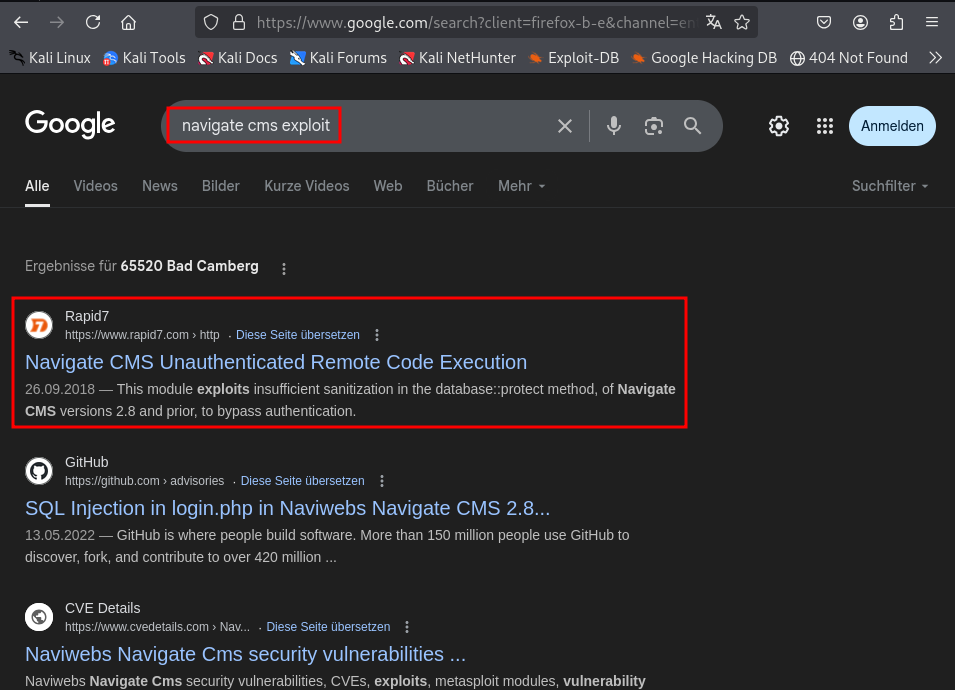 https://www.google.com/search?client=firefox-b-e&channel=en
Kali Linux Kali Tools Kali Docs Kali Forums Kali NetHunter Exploit-DB Google Hacking DB 404 Not Found
Google navigate cms exploit Anmelden
Alle Videos News Bilder Kurze Videos Web Bücher Mehr Suchfilter
Ergebnisse für 65520 Bad Camberg
Rapid7
https://www.rapid7.com › http · Diese Seite übersetzen
Navigate CMS Unauthenticated Remote Code Execution
26.09.2018 — This module exploits insufficient sanitization in the database::protect method, of Navigate
CMS versions 2.8 and prior, to bypass authentication.
GitHub
https://github.com › advisories · Diese Seite übersetzen
SQL Injection in login.php in Naviwebs Navigate CMS 2.8...
13.05.2022 — GitHub is where people build software. More than 150 million people use GitHub to
discover, fork, and contribute to over 420 million ...
CVE Details
https://www.cvedetails.com › Nav... · Diese Seite übersetzen
Naviwebs Navigate Cms security vulnerabilities ...
Naviwebs Navigate Cms security vulnerabilities, CVEs, exploits, metasploit modules, vulnerability